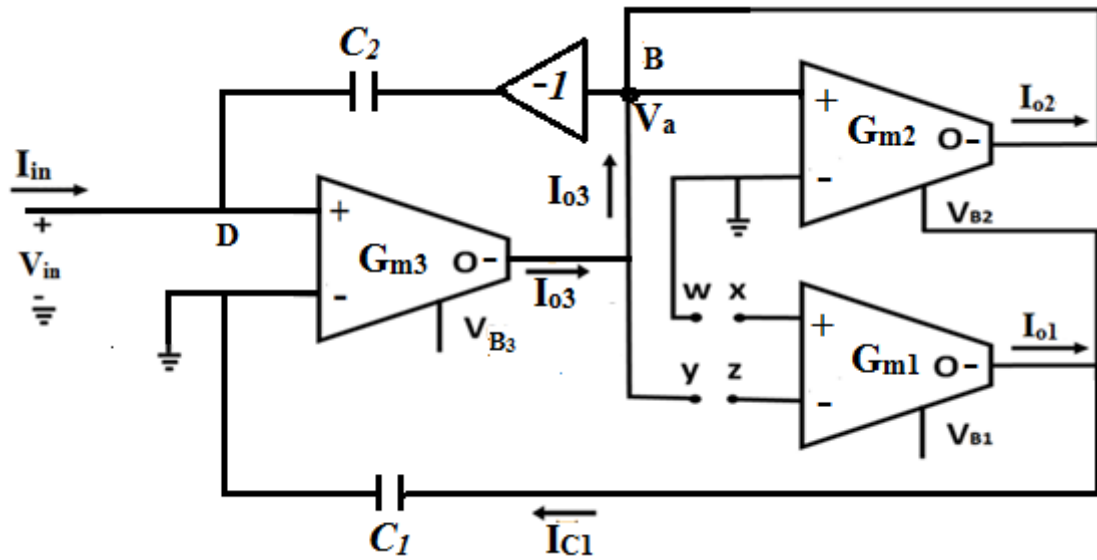 C₂
-1
B
Vₐ
+
Gm2
O-
-
Io2
VB2
Iin
+
Vin
-
D
+
Gm3
O-
-
Io3
Io3
VB3
w x
y z
+
Gm1
O-
-
Io1
VB1
C₁
IC1